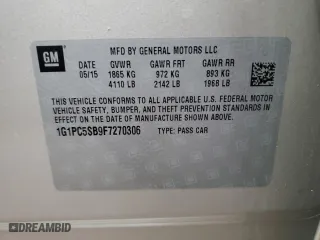 GM
MFD BY GENERAL MOTORS LLC
DATE GVWR GAWR FRT GAWR RR
05/15 1865 KG 972 KG 893 KG
4110 LB 2142 LB 1968 LB
THIS VEHICLE CONFORMS TO ALL APPLICABLE U.S. FEDERAL MOTOR
VEHICLE SAFETY, BUMPER, AND THEFT PREVENTION STANDARDS IN
EFFECT ON THE DATE OF MANUFACTURE SHOWN ABOVE.
1G1PC5SB9F7270306 TYPE: PASS CAR
©DREAMBID.COM